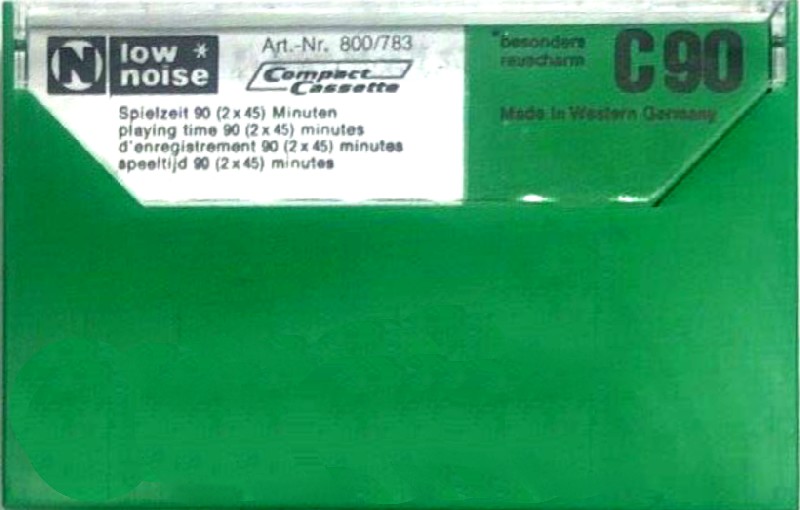 N low *
noise
Art.-Nr. 800/783
Compact
Cassette
Spielzeit 90 (2 x 45) Minuten
playing time 90 (2 x 45) minutes
d'enregistrement 90 (2 x 45) minutes
speeltijd 90 (2 x 45) minutes
*besonders
rauscharm
C90
Made in Western Germany